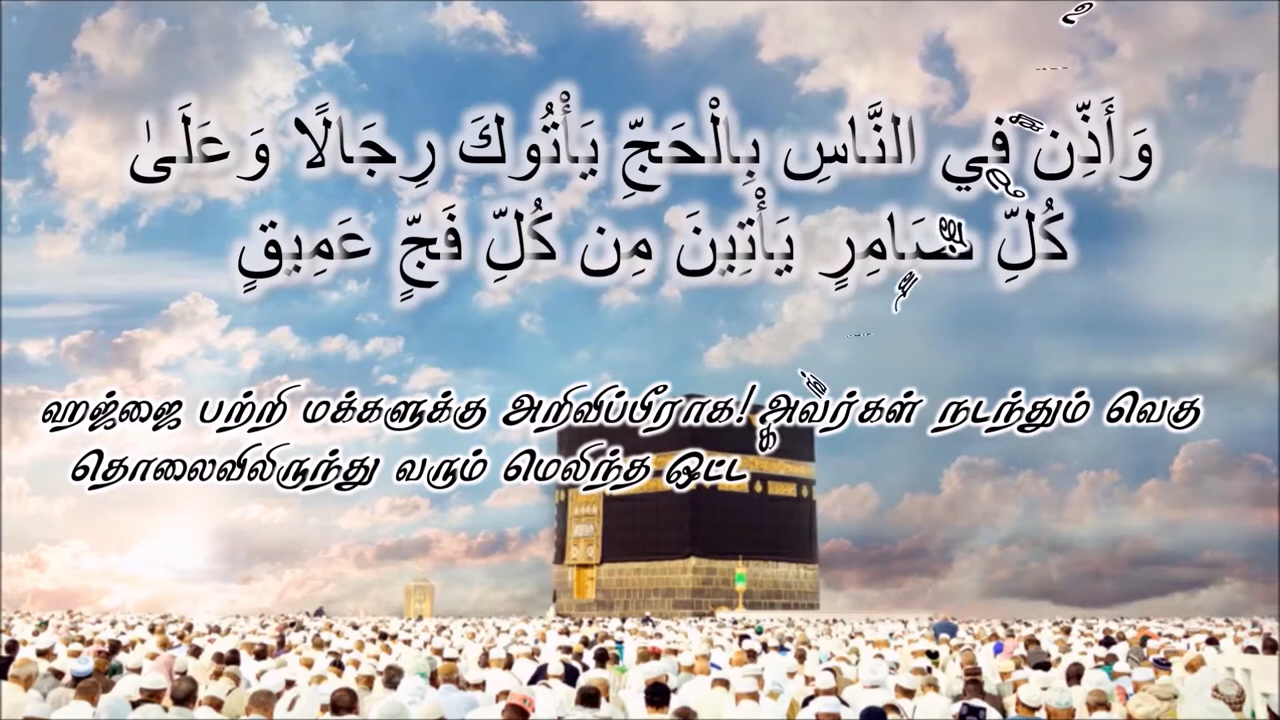 وَأَذِّن فِي النَّاسِ بِالْحَجِّ يَأْتُوكَ رِجَالًا وَعَلَىٰ
كُلِّ ضَامِرٍ يَأْتِينَ مِن كُلِّ فَجٍّ عَمِيقٍ
ஹஜ்ஜை பற்றி மக்களுக்கு அறிவிப்பீராக! அவர்கள் நடந்தும் வெகு
தொலைவிலிருந்து வரும் மெலிந்த ஒட்ட